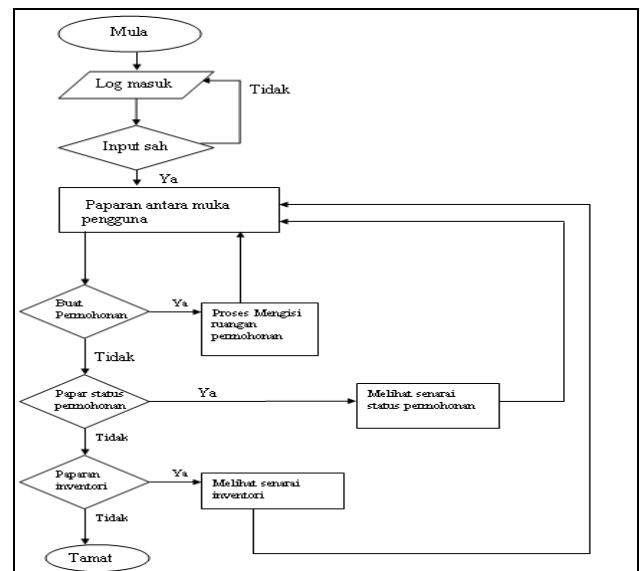 Mula
Log masuk
Tidak
Input sah
Ya
Paparan antara muka
pengguna
Buat
Permohonan
Ya
Proses Mengisi
ruangan
permohonan
Tidak
Papar status
permohonan
Ya
Melihat senarai
status permohonan
Tidak
Paparan
inventori
Ya
Melihat senarai
inventori
Tidak
Tamat